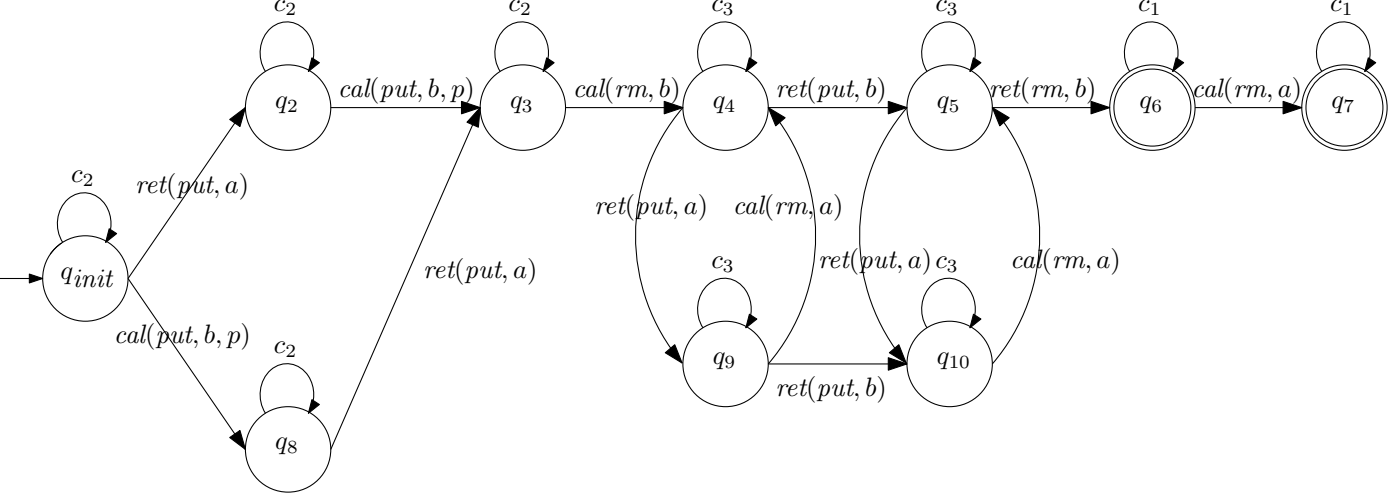 c₂ c₂ c₃ c₃ c₁ c₁
cal(put, b, p) cal(rm, b) ret(put, b) ret(rm, b) cal(rm, a)
q₂ q₃ q₄ q₅ q₆ q₇
c₂ ret(put, a)
ret(put, a) cal(rm, a)
ret(put, a) c₃ ret(put, a) c₃ cal(rm, a)
q_init
cal(put, b, p)
c₂ q₉ q₁₀
ret(put, b)
q₈